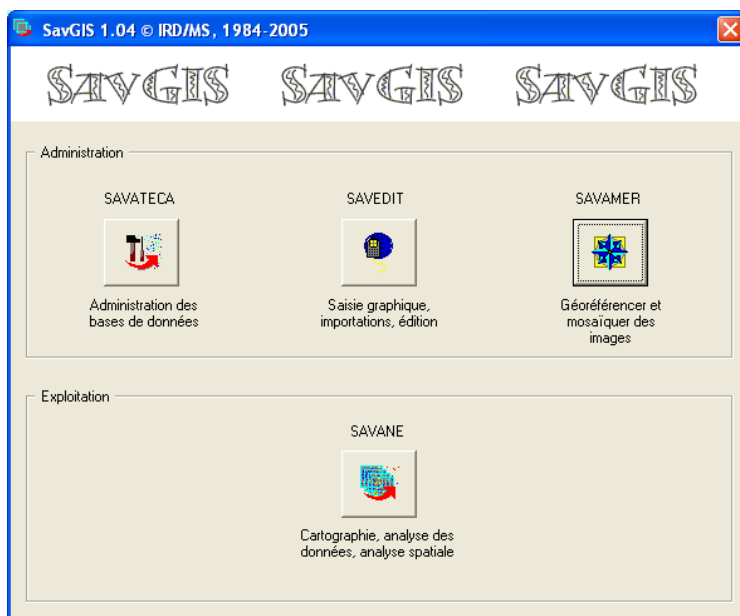 SavGIS 1.04 © IRD/MS, 1984-2005
SAVGIS SAVGIS SAVGIS
Administration
SAVATECA
Administration des
bases de données
SAVEDIT
Saisie graphique,
importations, édition
SAVAMER
Géoréférencer et
mosaïquer des
images
Exploitation
SAVANE
Cartographie, analyse des
données, analyse spatiale